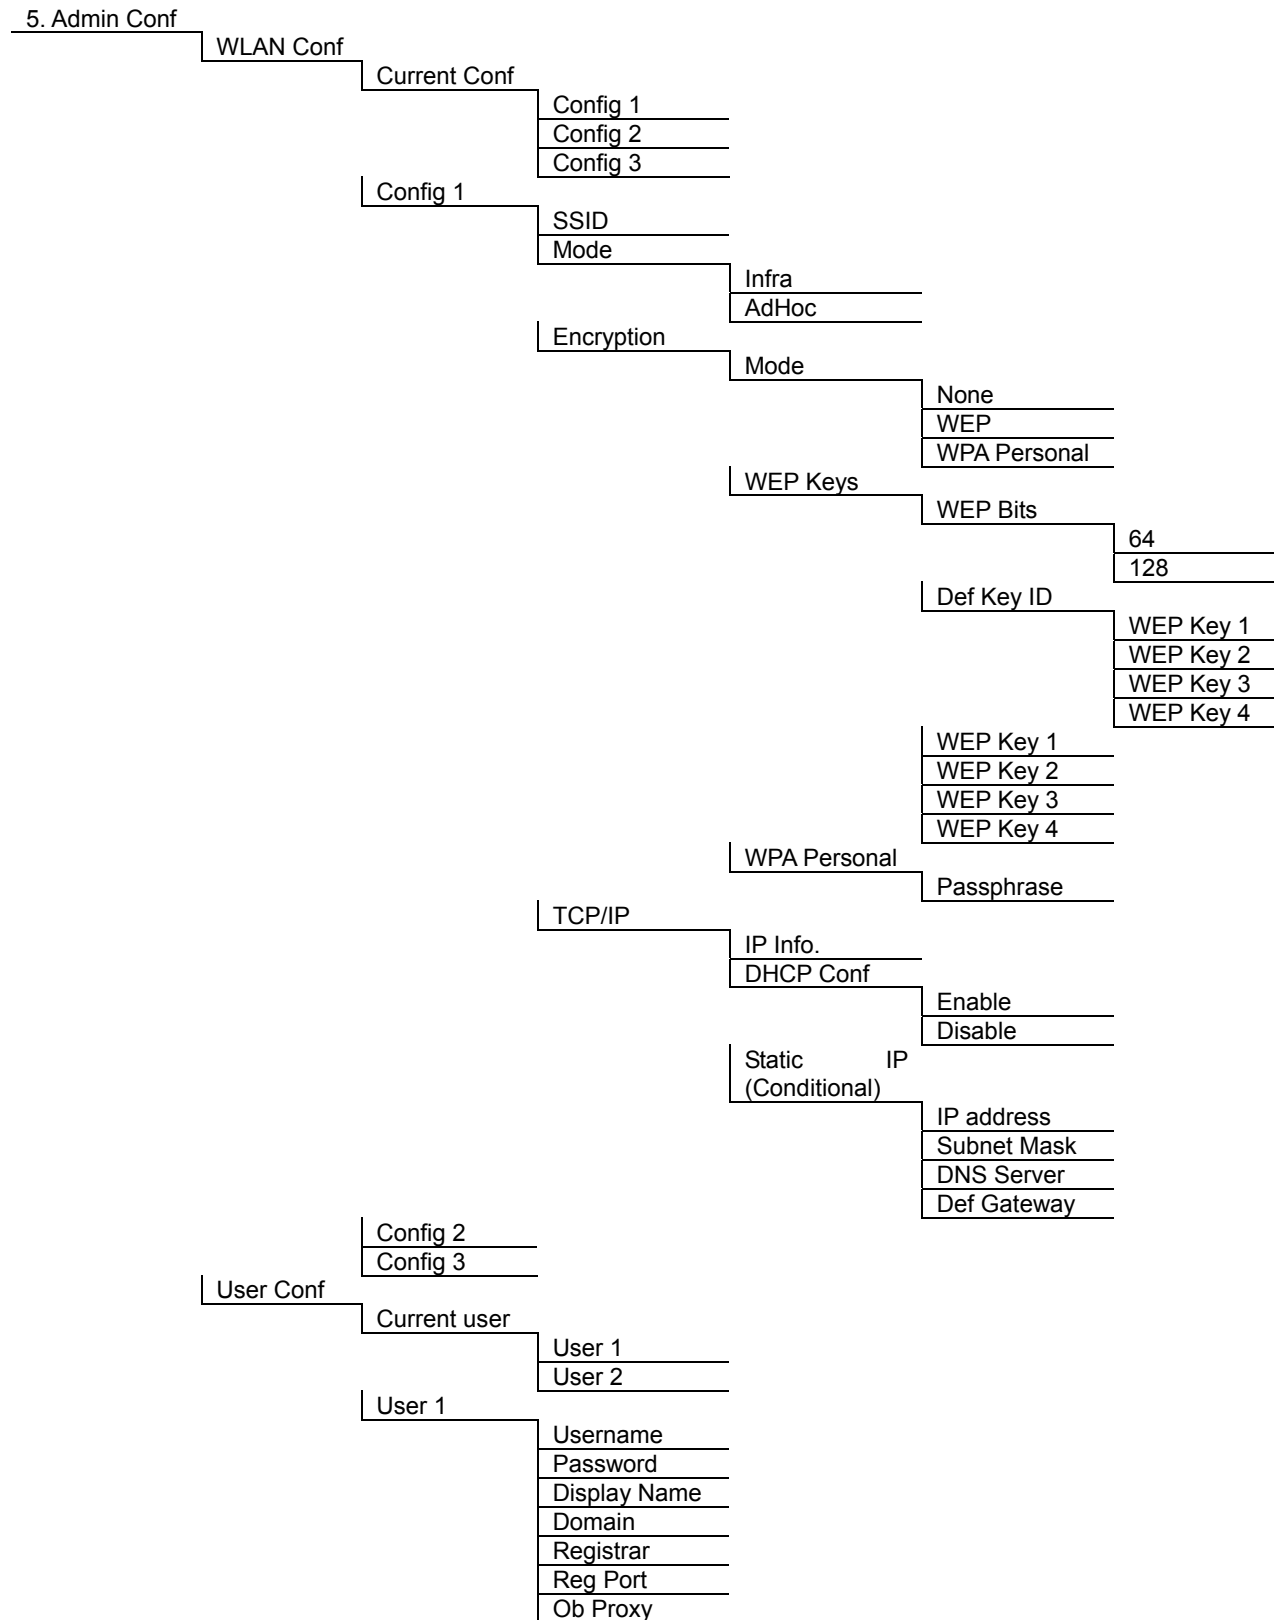 5. Admin Conf
WLAN Conf
Current Conf
Config 1
Config 2
Config 3
Config 1
SSID
Mode
Infra
AdHoc
Encryption
Mode
None
WEP
WPA Personal
WEP Keys
WEP Bits
64
128
Def Key ID
WEP Key 1
WEP Key 2
WEP Key 3
WEP Key 4
WEP Key 1
WEP Key 2
WEP Key 3
WEP Key 4
WPA Personal
Passphrase
TCP/IP
IP Info.
DHCP Conf
Enable
Disable
Static IP
(Conditional)
IP address
Subnet Mask
DNS Server
Def Gateway
Config 2
Config 3
User Conf
Current user
User 1
User 2
User 1
Username
Password
Display Name
Domain
Registrar
Reg Port
Ob Proxy